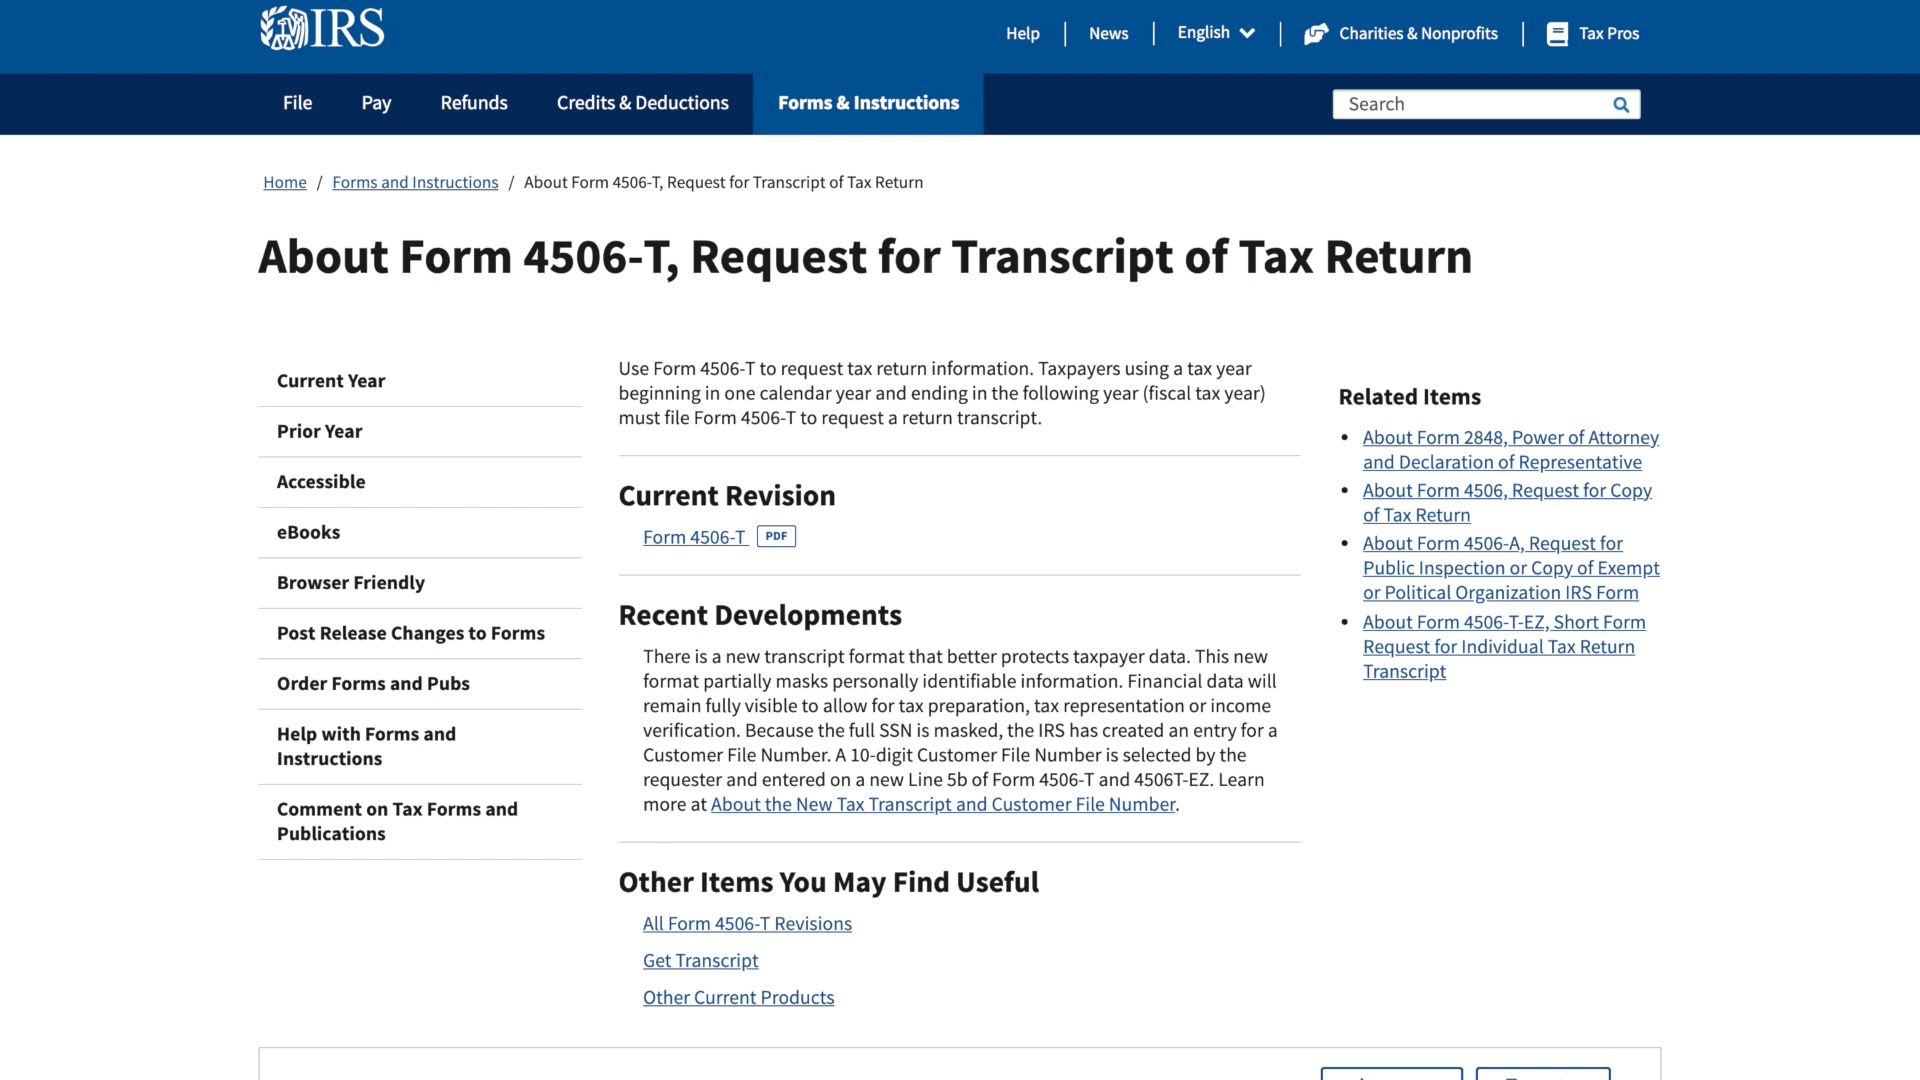 IRS
Help
News
English
Charities & Nonprofits
Tax Pros
File
Pay
Refunds
Credits & Deductions
Forms & Instructions
Search
Home / Forms and Instructions / About Form 4506-T, Request for Transcript of Tax Return
About Form 4506-T, Request for Transcript of Tax Return
Current Year
Prior Year
Accessible
eBooks
Browser Friendly
Post Release Changes to Forms
Order Forms and Pubs
Help with Forms and
Instructions
Comment on Tax Forms and
Publications
Use Form 4506-T to request tax return information. Taxpayers using a tax year
beginning in one calendar year and ending in the following year (fiscal tax year)
must file Form 4506-T to request a return transcript.
Current Revision
Form 4506-T PDF
Recent Developments
There is a new transcript format that better protects taxpayer data. This new
format partially masks personally identifiable information. Financial data will
remain fully visible to allow for tax preparation, tax representation or income
verification. Because the full SSN is masked, the IRS has created an entry for a
Customer File Number. A 10-digit Customer File Number is selected by the
requester and entered on a new Line 5b of Form 4506-T and 4506T-EZ. Learn
more at About the New Tax Transcript and Customer File Number.
Other Items You May Find Useful
All Form 4506-T Revisions
Get Transcript
Other Current Products
Related Items
About Form 2848, Power of Attorney
and Declaration of Representative
About Form 4506, Request for Copy
of Tax Return
About Form 4506-A, Request for
Public Inspection or Copy of Exempt
or Political Organization IRS Form
About Form 4506-T-EZ, Short Form
Request for Individual Tax Return
Transcript